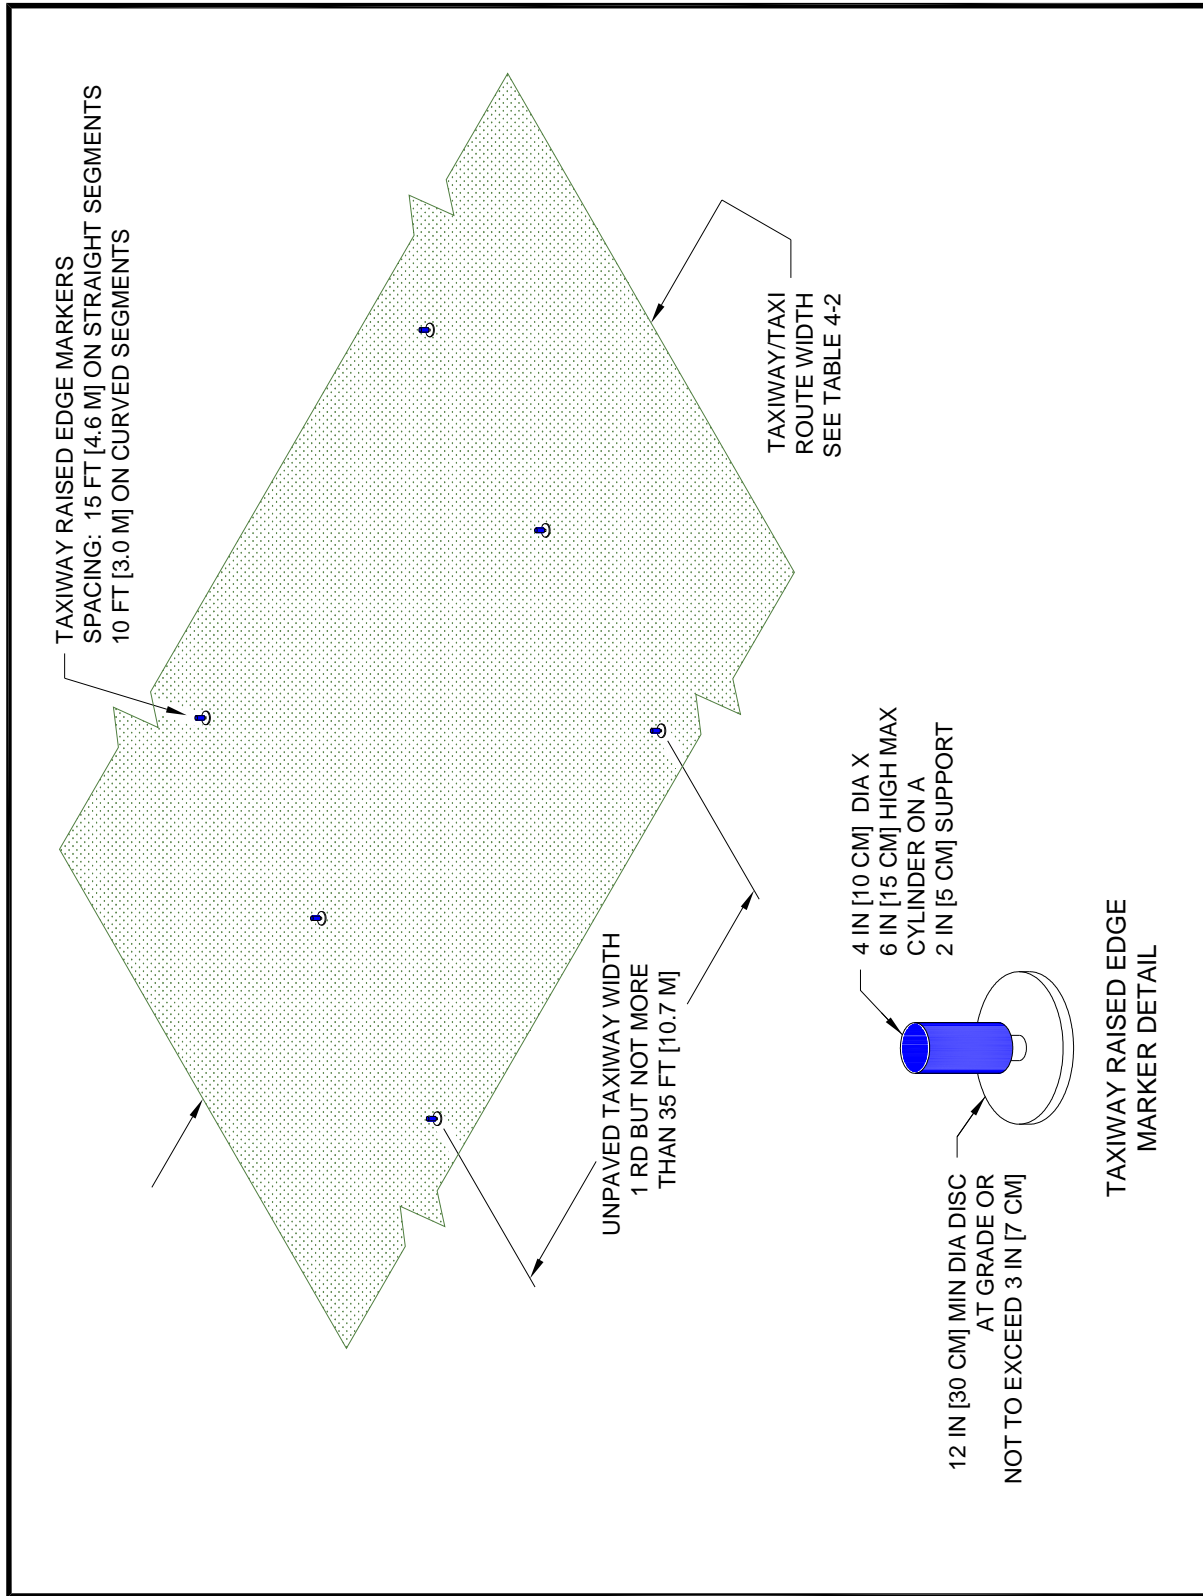 TAXIWAY RAISED EDGE MARKERS
SPACING: 15 FT [4.6 M] ON STRAIGHT SEGMENTS
10 FT [3.0 M] ON CURVED SEGMENTS
TAXIWAY/TAXI
ROUTE WIDTH
SEE TABLE 4-2
UNPAVED TAXIWAY WIDTH
1 RD BUT NOT MORE
THAN 35 FT [10.7 M]
4 IN [10 CM] DIA X
6 IN [15 CM] HIGH MAX
CYLINDER ON A
2 IN [5 CM] SUPPORT
12 IN [30 CM] MIN DIA DISC
AT GRADE OR
NOT TO EXCEED 3 IN [7 CM]
TAXIWAY RAISED EDGE
MARKER DETAIL